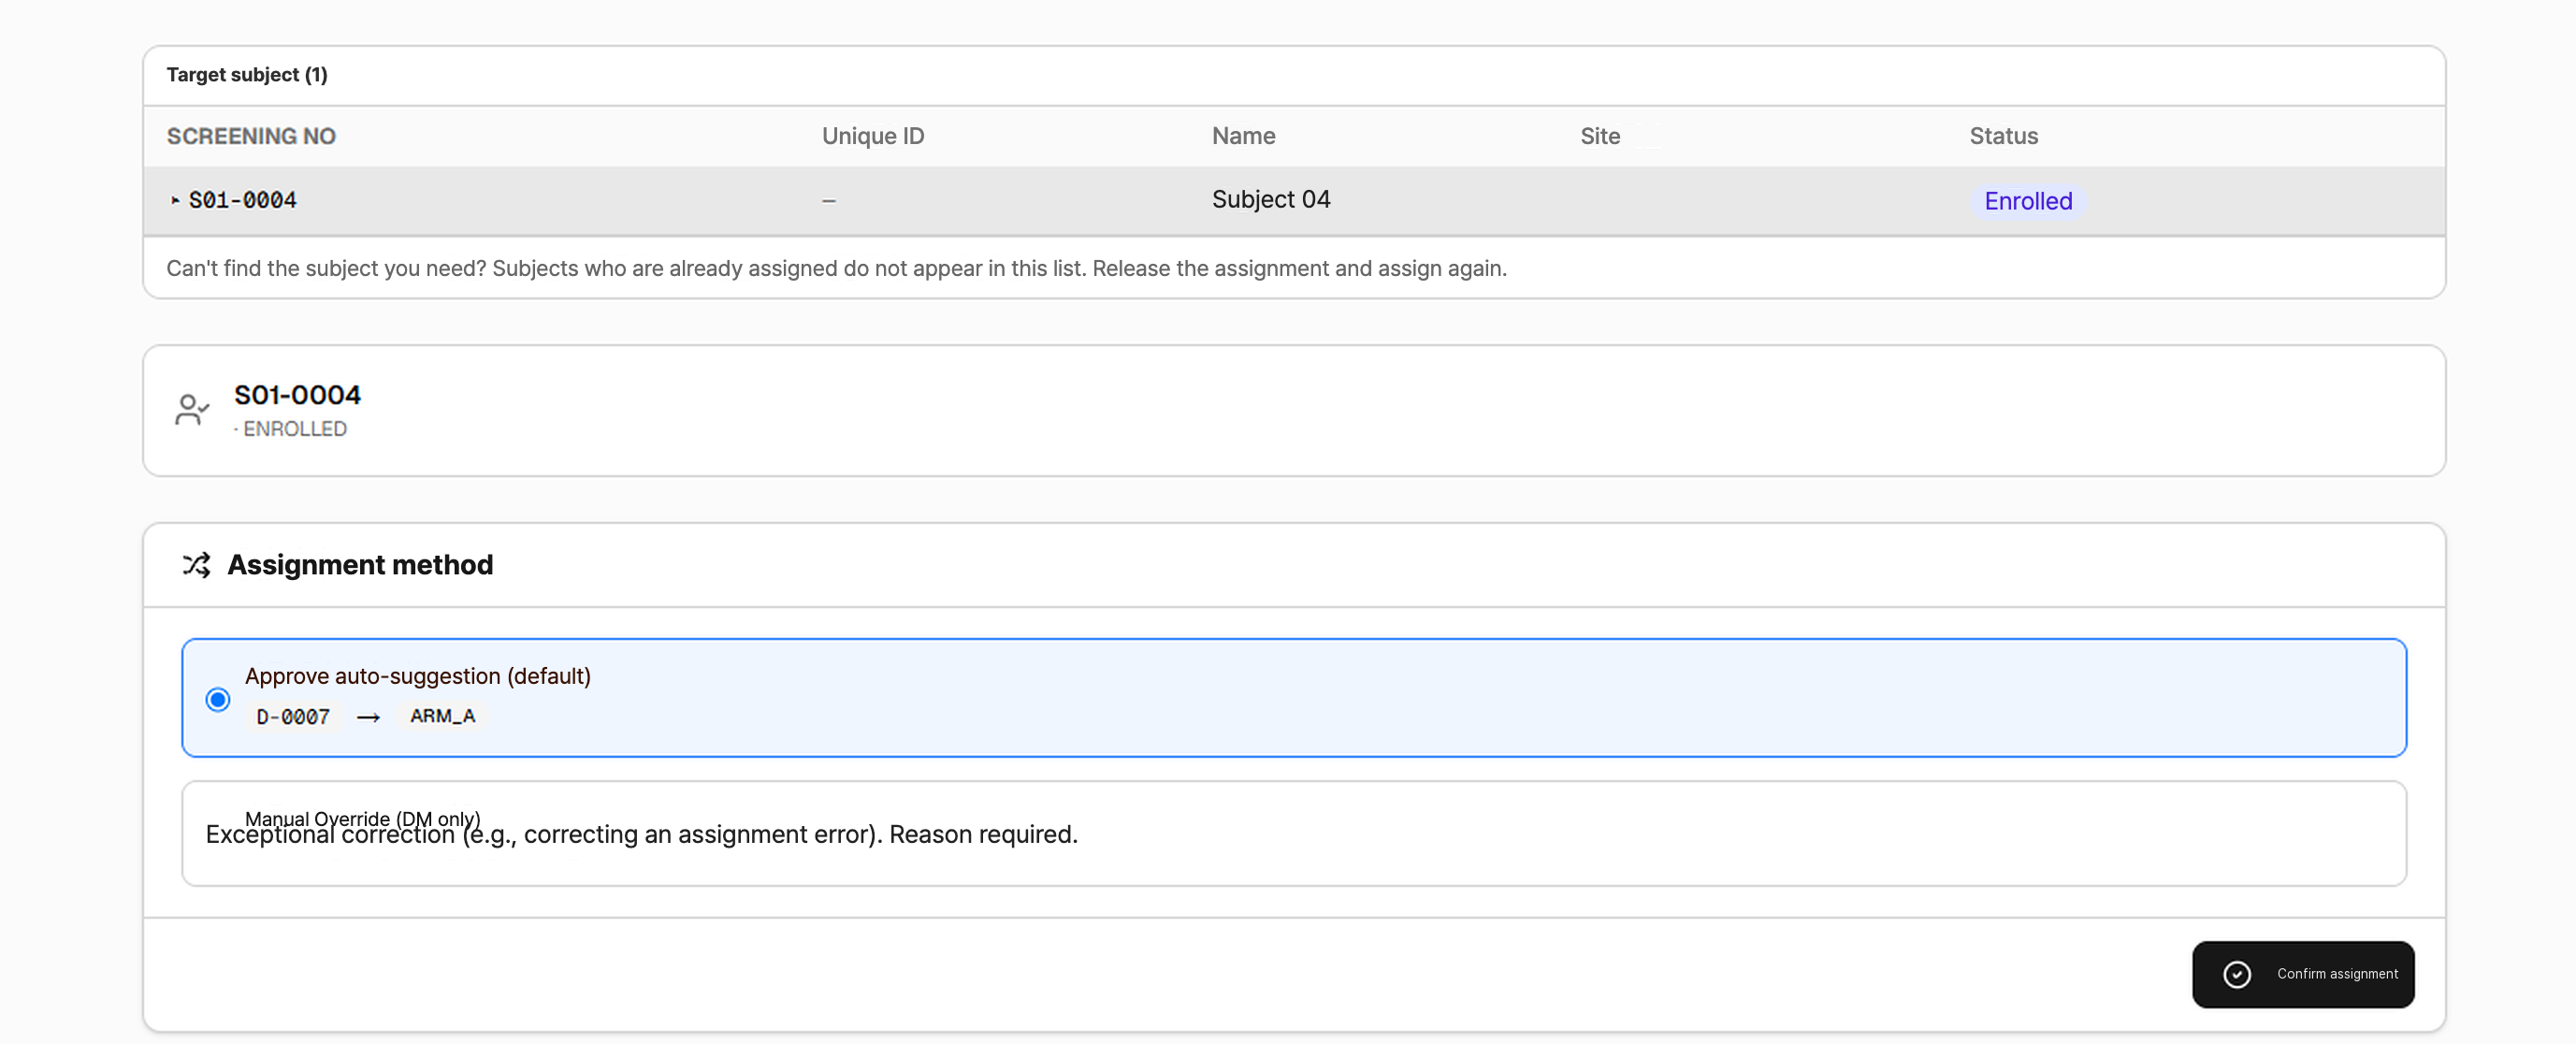 Target subject (1)
SCREENING NO Unique ID Name Site Status
S01-0004 – Subject 04 Enrolled
Can't find the subject you need? Subjects who are already assigned do not appear in this list. Release the assignment and assign again.
S01-0004
· ENROLLED
Assignment method
Approve auto-suggestion (default)
D-0007 → ARM_A
Manual Override (DM only)
Exceptional correction (e.g., correcting an assignment error). Reason required.
Confirm assignment